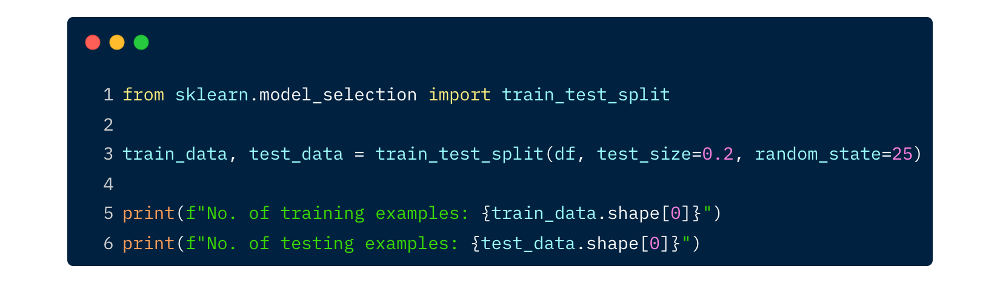 1 from sklearn.model_selection import train_test_split
2
3 train_data, test_data = train_test_split(df, test_size=0.2, random_state=25)
4
5 print(f"No. of training examples: {train_data.shape[0]}")
6 print(f"No. of testing examples: {test_data.shape[0]}")